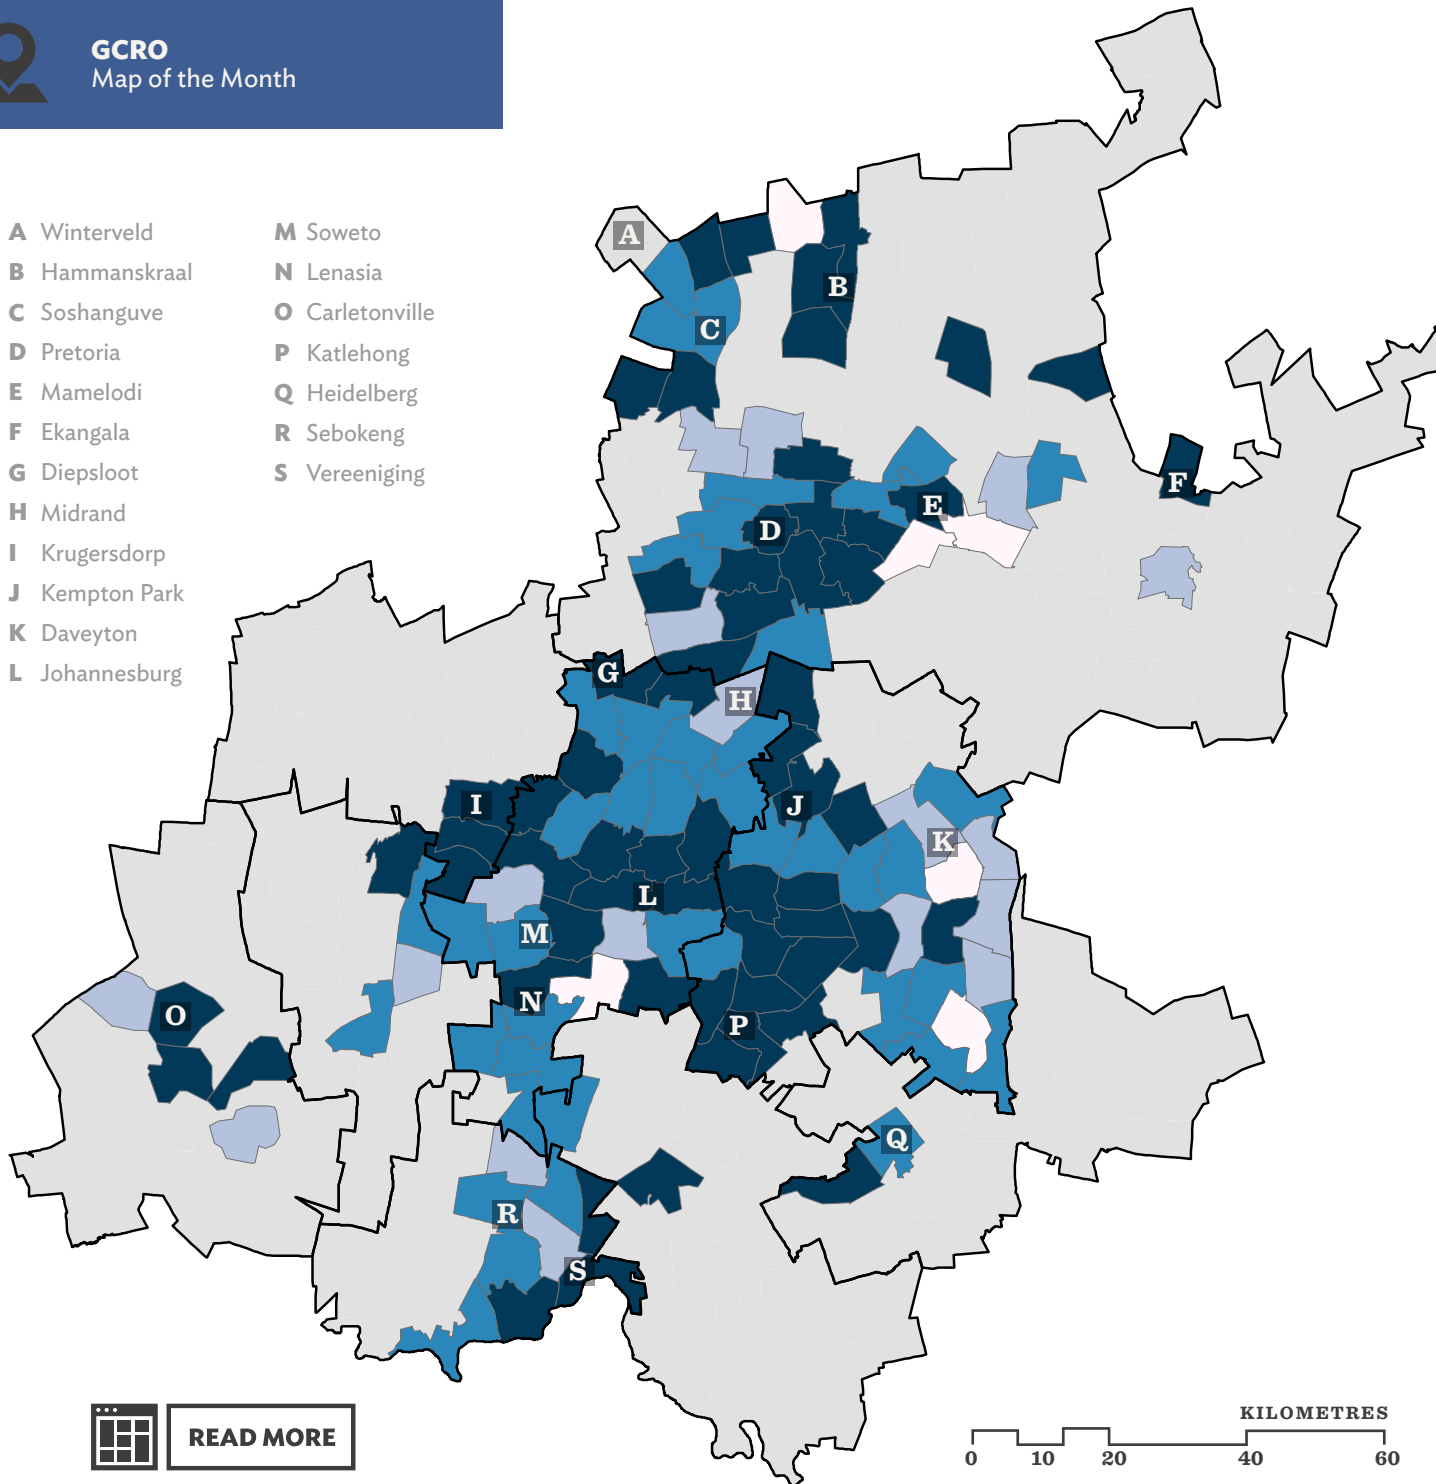 GCRO
Map of the Month
A Winterveld
B Hammanskraal
C Soshanguve
D Pretoria
E Mamelodi
F Ekangala
G Diepsloot
H Midrand
I Krugersdorp
J Kempton Park
K Daveyton
L Johannesburg
M Soweto
N Lenasia
O Carletonville
P Katlehong
Q Heidelberg
R Sebokeng
S Vereeniging
A
B
C
F
E
D
G
H
I
J
K
L
M
N
O
P
Q
R
S
READ MORE
KILOMETRES
0 10 20 40 60